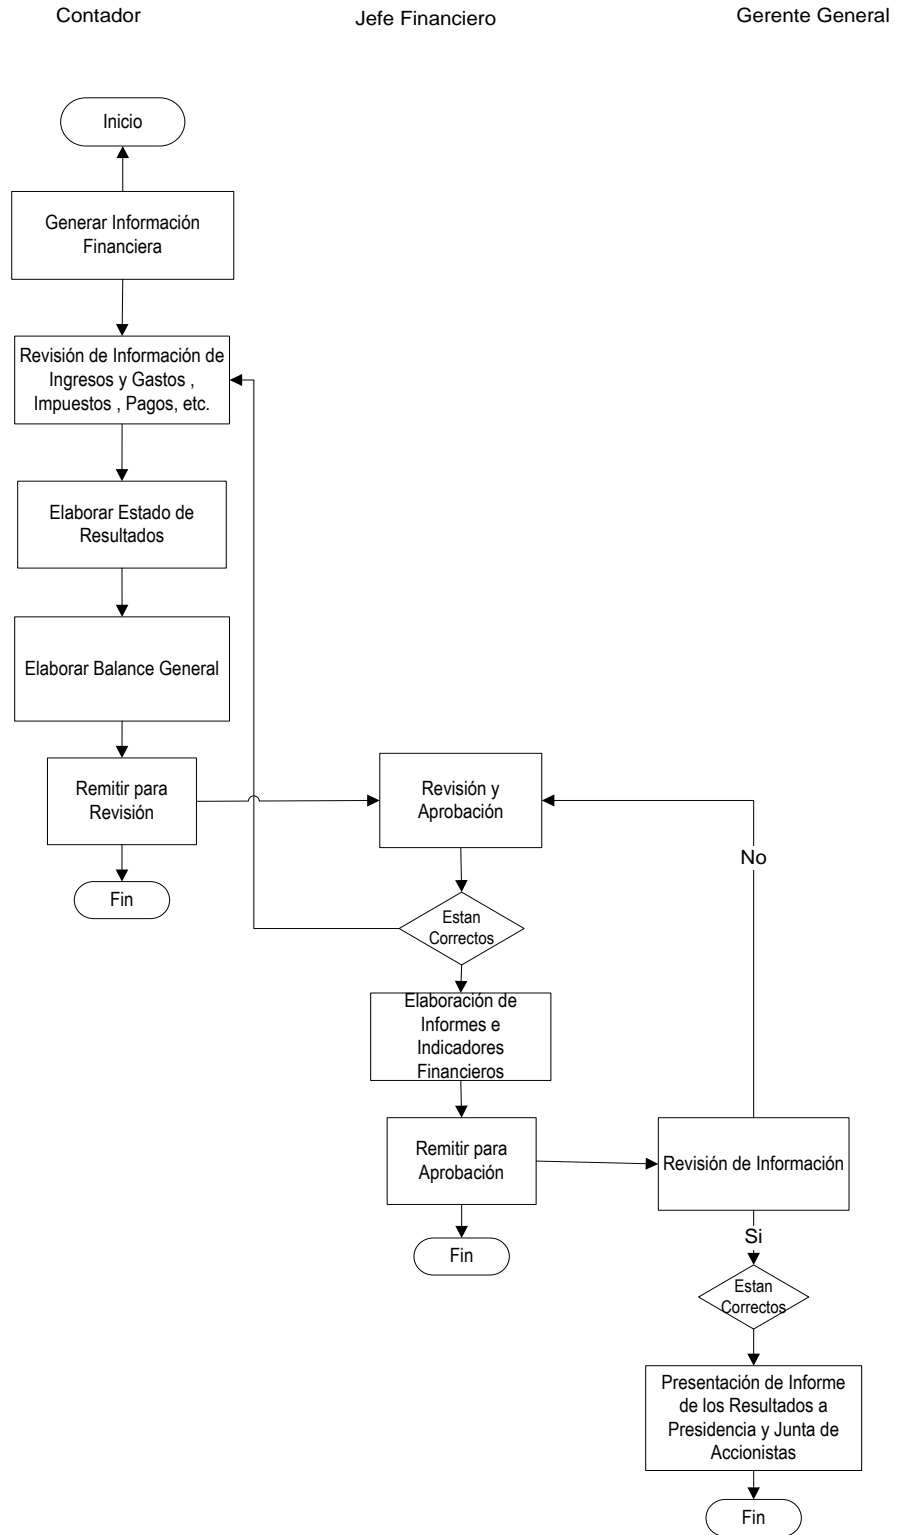 Contador
Jefe Financiero
Gerente General
Inicio
Generar Información
Financiera
Revisión de Información de
Ingresos y Gastos ,
Impuestos , Pagos, etc.
Elaborar Estado de
Resultados
Elaborar Balance General
Remitir para
Revisión
Fin
Revisión y
Aprobación
Estan
Correctos
Elaboración de
Informes e
Indicadores
Financieros
Remitir para
Aprobación
Fin
No
Revisión de Información
Si
Estan
Correctos
Presentación de Informe
de los Resultados a
Presidencia y Junta de
Accionistas
Fin